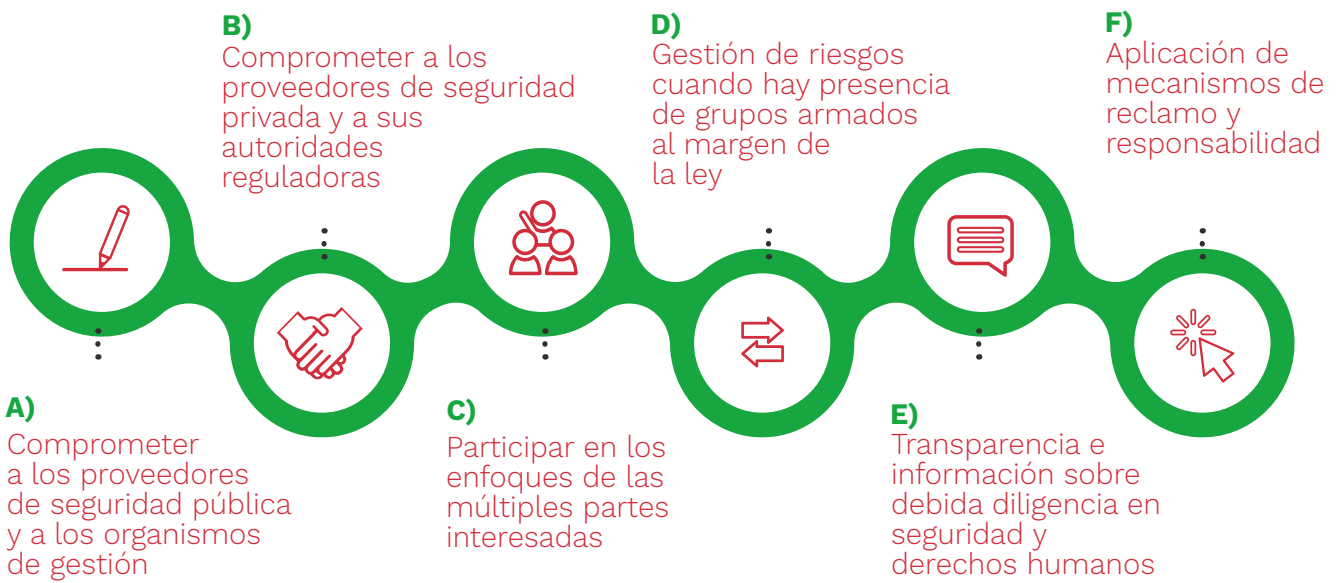 A)
Comprometer
a los proveedores
de seguridad pública
y a los organismos
de gestión
B)
Comprometer a los
proveedores de seguridad
privada y a sus
autoridades
reguladoras
C)
Participar en los
enfoques de las
múltiples partes
interesadas
D)
Gestión de riesgos
cuando hay presencia
de grupos armados
al margen de
la ley
E)
Transparencia e
información sobre
debida diligencia en
seguridad y
derechos humanos
F)
Aplicación de
mecanismos de
reclamo y
responsabilidad